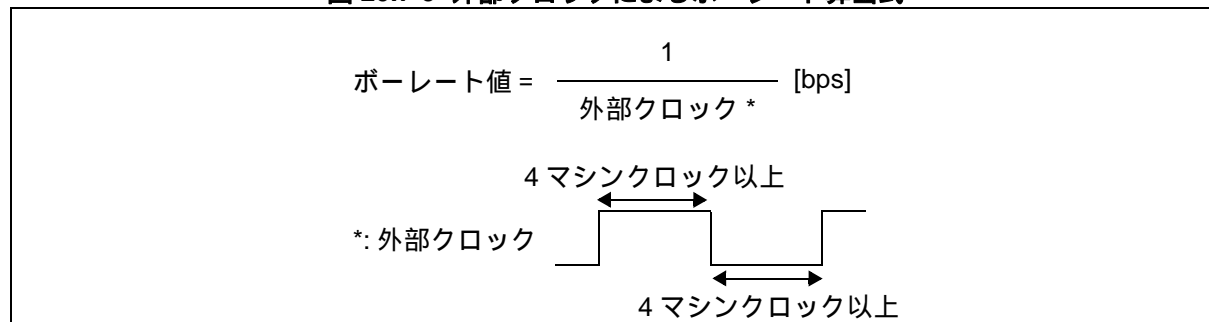 1
ボーレート値 = [bps]
外部クロック *
4 マシンクロック以上
*: 外部クロック
4 マシンクロック以上